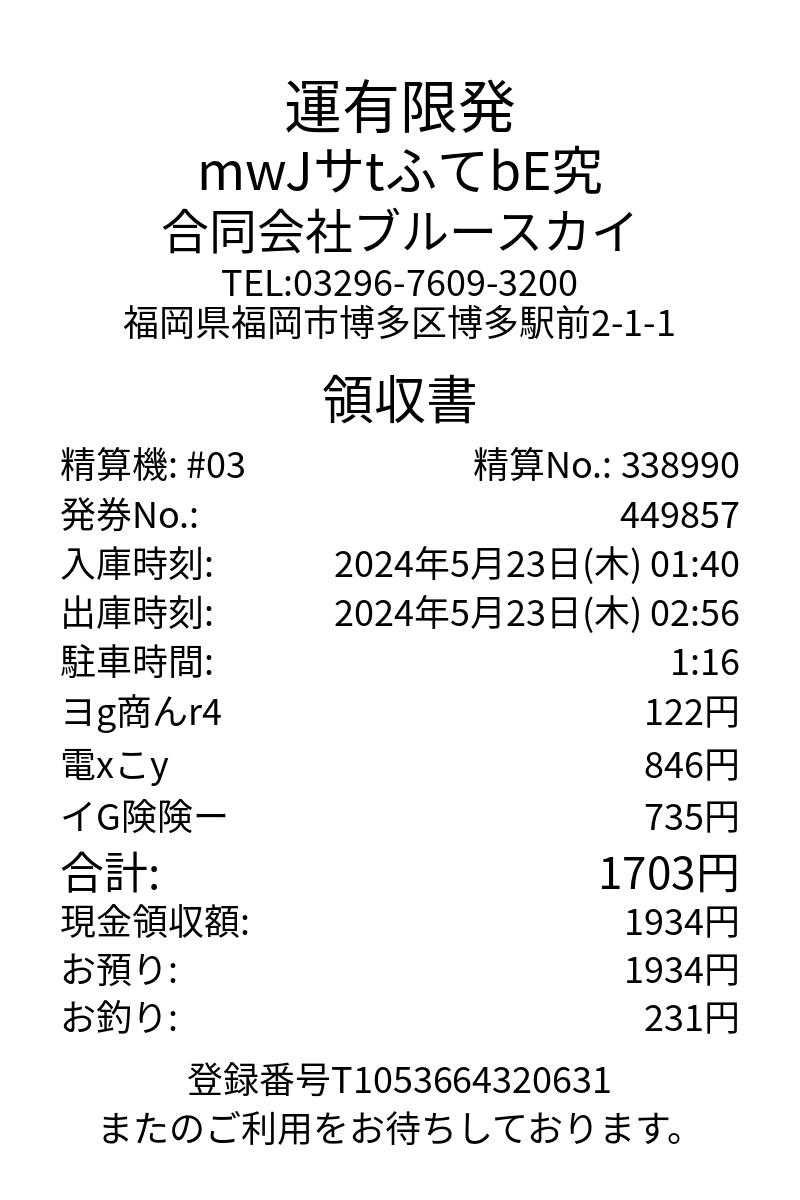 運有限発
mwJサtふてbE究
合同会社ブルースカイ
TEL:03296-7609-3200
福岡県福岡市博多区博多駅前2-1-1
領収書
精算機: #03 精算No.: 338990
発券No.: 449857
入庫時刻: 2024年5月23日(木) 01:40
出庫時刻: 2024年5月23日(木) 02:56
駐車時間: 1:16
ヨg商んr4 122円
電xこy 846円
イG険険ー 735円
合計: 1703円
現金領収額: 1934円
お預り: 1934円
お釣り: 231円
登録番号T1053664320631
またのご利用をお待ちしております。